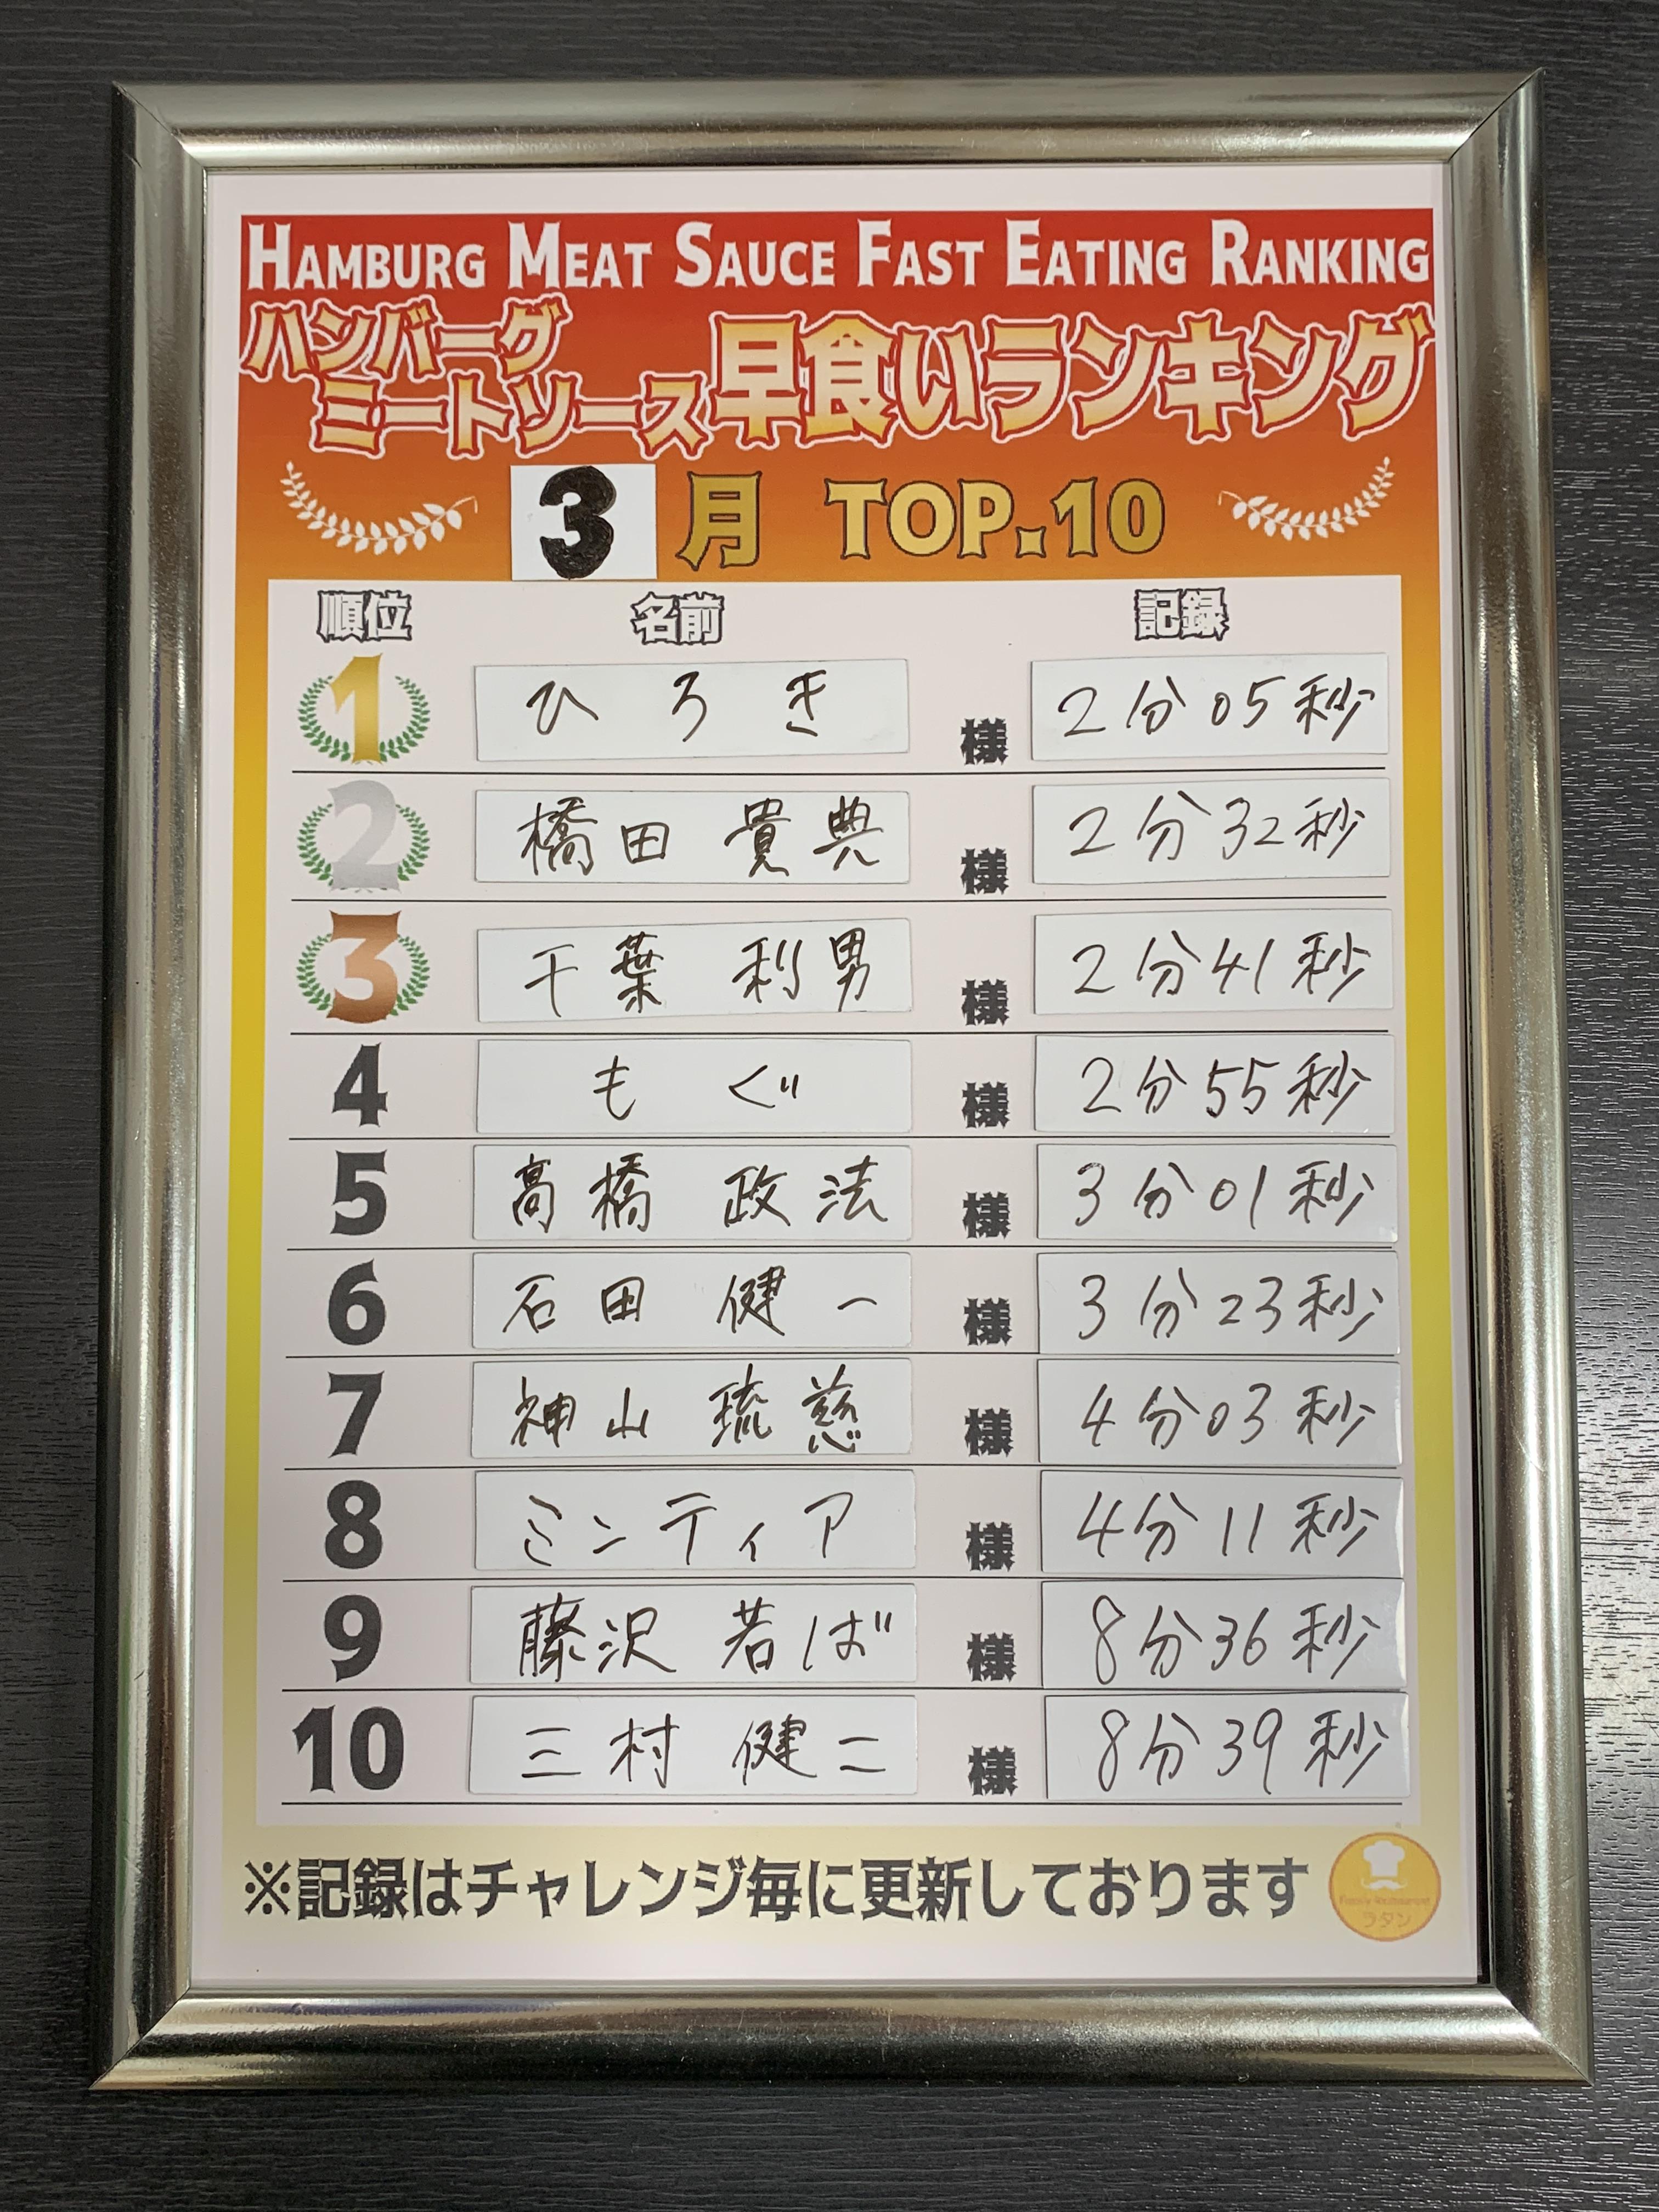 HAMBURG MEAT SAUCE FAST EATING RANKING
ハンバーグ
ミートソース早食いランキング
3月 TOP.10
順位 名前 記録
1 ひろき 様 2分05秒
2 橋田 貴典 様 2分32秒
3 千葉 利男 様 2分41秒
4 もぐ 様 2分55秒
5 高橋 政法 様 3分01秒
6 石田 健一 様 3分23秒
7 神山 琉慈 様 4分03秒
8 ミンティア 様 4分11秒
9 藤沢 若ば 様 8分36秒
10 三村 健二 様 8分39秒
※記録はチャレンジ毎に更新しております
Family Restaurant
ラタン